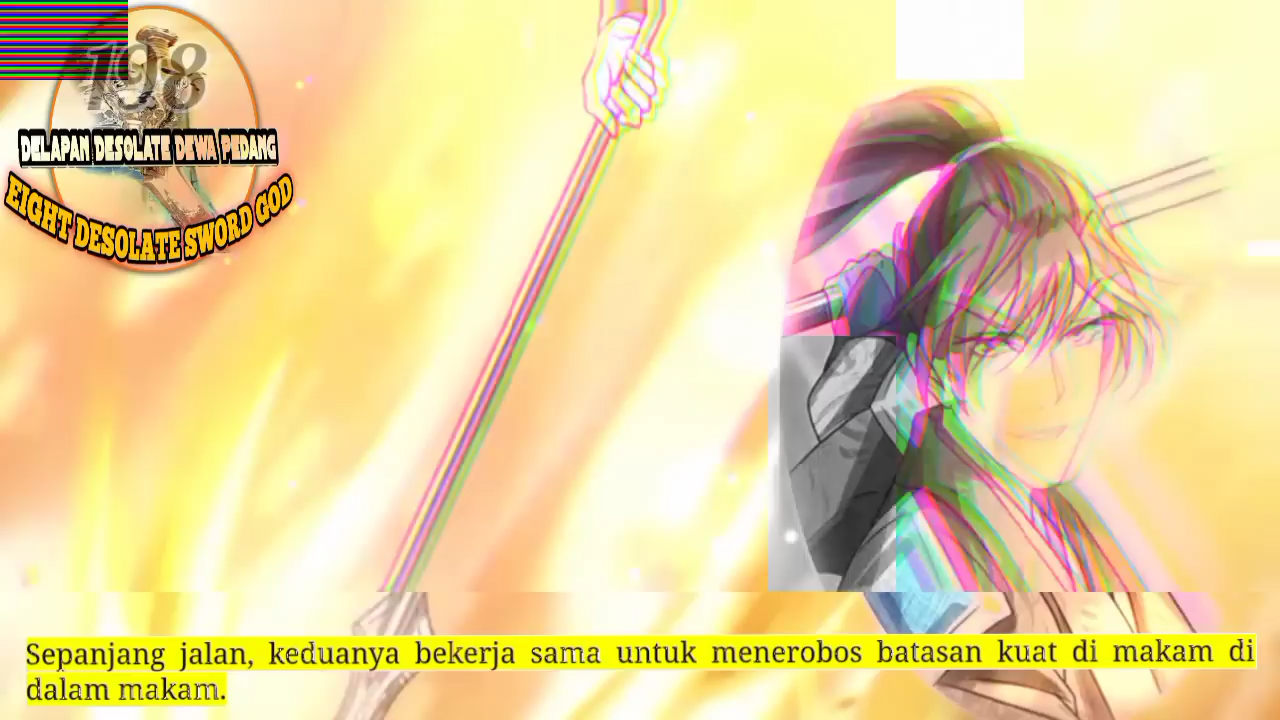 198
DELAPAN DESOLATE DEWA PEDANG
EIGHT DESOLATE SWORD GOD
Sepanjang jalan, keduanya bekerja sama untuk menerobos batasan kuat di makam di
dalam makam.